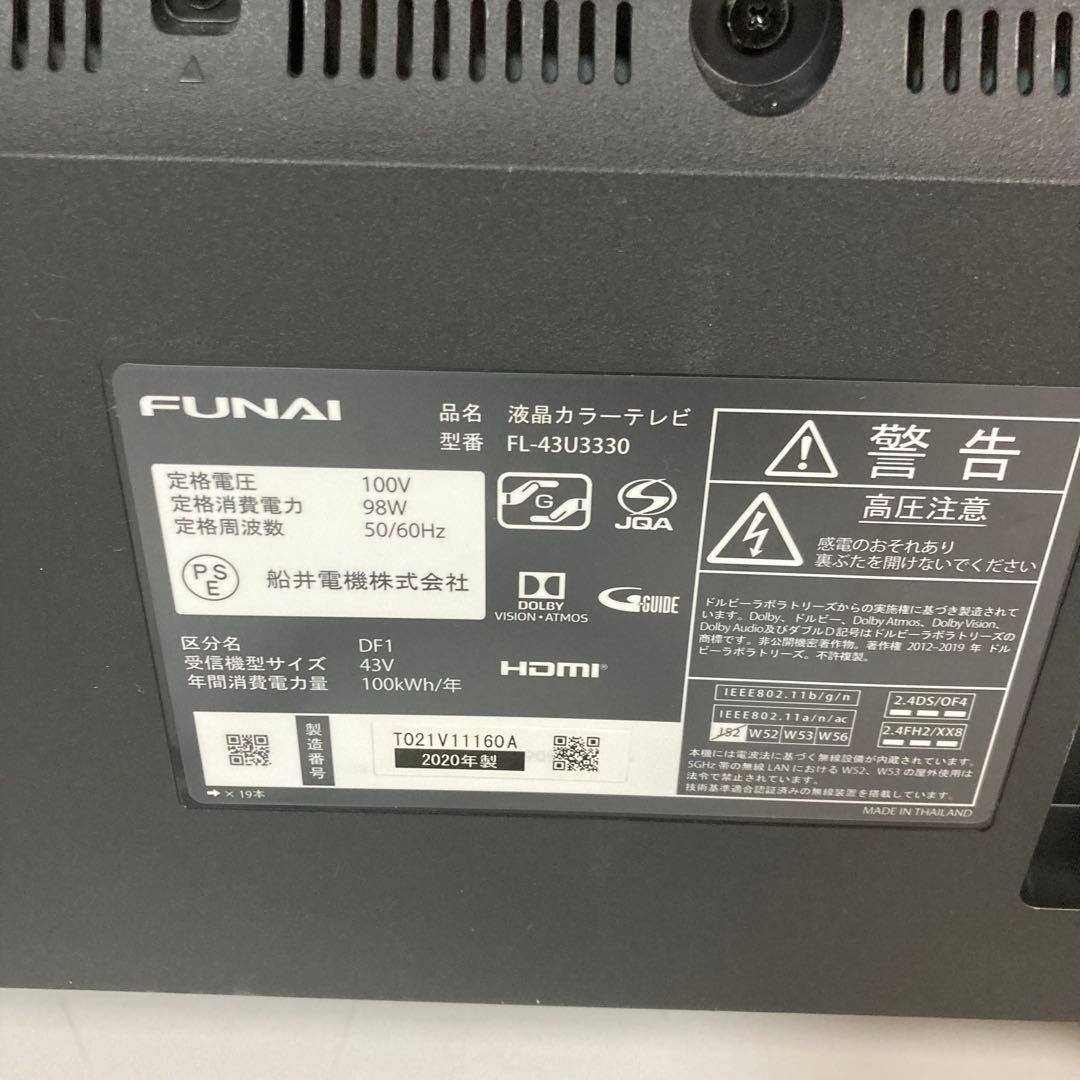 FUNAI
品名 液晶カラーテレビ
型番 FL-43U3330
定格電圧 100V
定格消費電力 98W
定格周波数 50/60Hz
PSE 船井電機株式会社
G
JQA
DOLBY
VISION・ATMOS
G-GUIDE
HDMI®
区分名 DF1
受信機型サイズ 43V
年間消費電力量 100kWh/年
製造番号
T021V11160A
2020年製
➡ × 19本
警告
高圧注意
感電のおそれあり
裏ぶたを開けないでください
ドルビーラボラトリーズからの実施権に基づき製造されて
います。Dolby、ドルビー、Dolby Atmos、Dolby Vision、
Dolby Audio及びダブルD記号はドルビーラボラトリーズの
商標です。非公開機密著作物。著作権 2012-2019 年 ドル
ビーラボラトリーズ。不許複製。
IEEE802.11b/g/n
IEEE802.11a/n/ac
J52 W52 W53 W56
2.4DS/OF4
2.4FH2/XX8
本機には電波法に基づく無線設備が内蔵されています。
5GHz 帯の無線 LAN における W52、W53 の屋外使用は
法令で禁止されています。
技術基準適合認証済みの無線装置を搭載しています。
MADE IN THAILAND